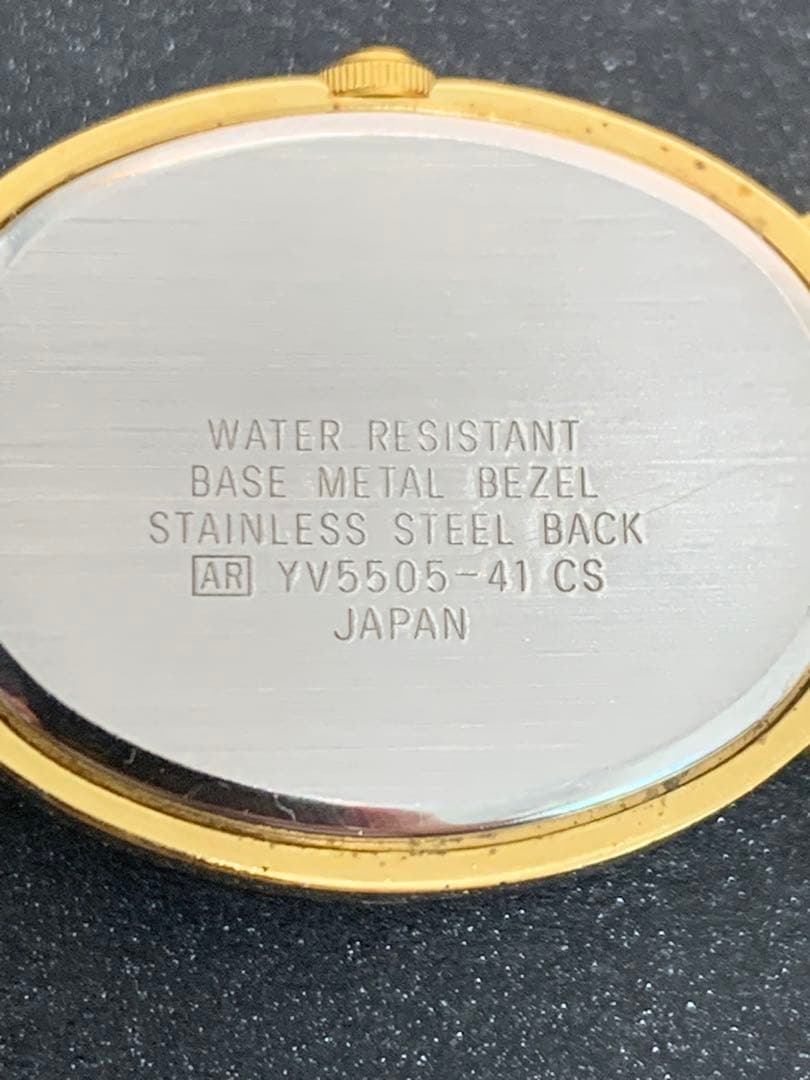 WATER RESISTANT
BASE METAL BEZEL
STAINLESS STEEL BACK
AR YV5505-41 CS
JAPAN